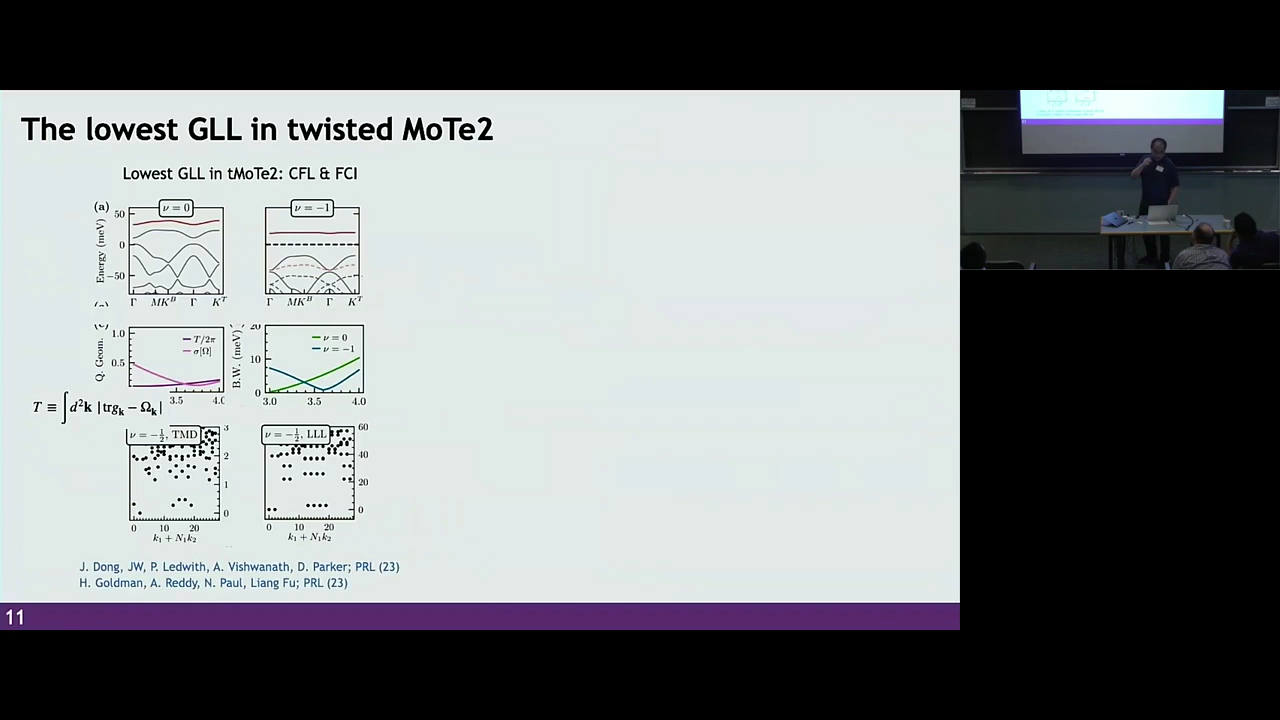 The lowest GLL in twisted MoTe2
Lowest GLL in tMoTe2: CFL & FCI
(a)
ν = 0
ν = −1
Energy (meV)
50
0
−50
Γ MK^B Γ K^T
Γ MK^B Γ K^T
Q. Geom.
1.0
0.5
T/2π
σ[Ω]
3.5 4.0
B.W. (meV)
20
10
0
ν = 0
ν = −1
3.0 3.5 4.0
T ≡ ∫d²k |trg_k − Ω_k|
ν = −1/2, TMD
3
2
1
0
0 10 20
k₁ + N₁k₂
ν = −1/2, LLL
60
40
20
0
0 10 20
k₁ + N₁k₂
J. Dong, JW, P. Ledwith, A. Vishwanath, D. Parker; PRL (23)
H. Goldman, A. Reddy, N. Paul, Liang Fu; PRL (23)
11